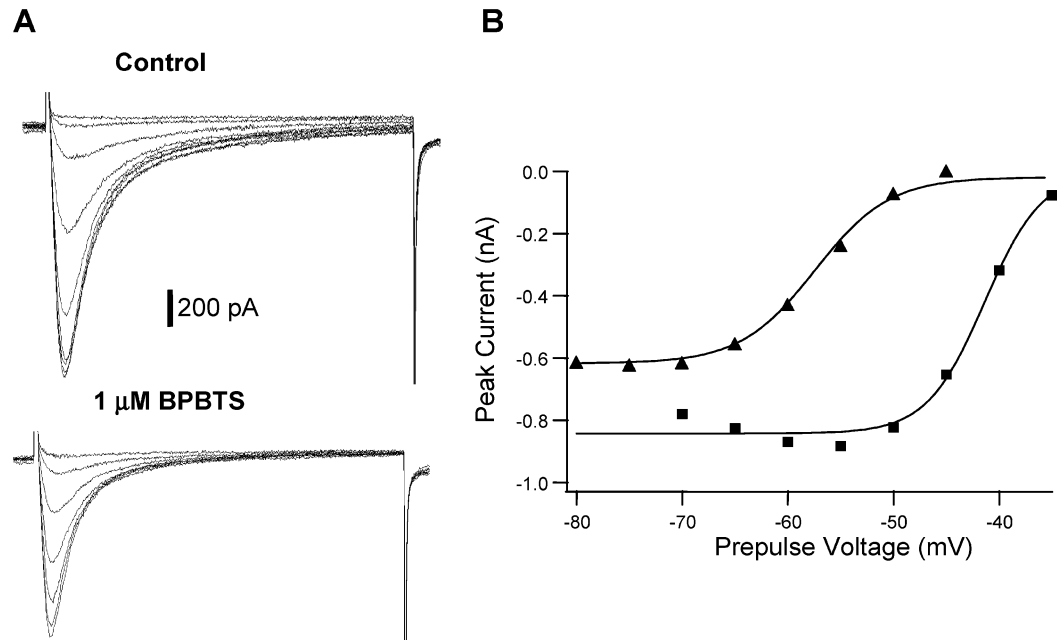 A
Control
200 pA
1 μM BPBTS
B
Peak Current (nA)
0.0
-0.2
-0.4
-0.6
-0.8
-1.0
-80
-70
-60
-50
-40
Prepulse Voltage (mV)